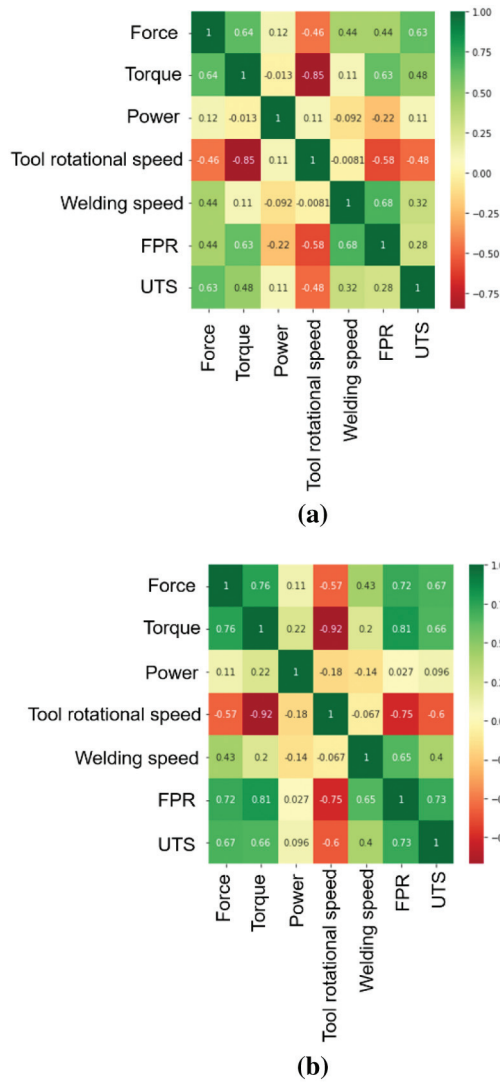 Force 1 0.64 0.12 -0.46 0.44 0.44 0.63
Torque 0.64 1 -0.013 -0.85 0.11 0.63 0.48
Power 0.12 -0.013 1 0.11 -0.092 -0.22 0.11
Tool rotational speed -0.46 -0.85 0.11 1 -0.0081 -0.58 -0.48
Welding speed 0.44 0.11 -0.092 -0.0081 1 0.68 0.32
FPR 0.44 0.63 -0.22 -0.58 0.68 1 0.28
UTS 0.63 0.48 0.11 -0.48 0.32 0.28 1
Force Torque Power Tool rotational speed Welding speed FPR UTS
1.00
0.75
0.50
0.25
0.00
-0.25
-0.50
-0.75
(a)
Force 1 0.76 0.11 -0.57 0.43 0.72 0.67
Torque 0.76 1 0.22 -0.92 0.2 0.81 0.66
Power 0.11 0.22 1 -0.18 -0.14 0.027 0.096
Tool rotational speed -0.57 -0.92 -0.18 1 -0.067 -0.75 -0.6
Welding speed 0.43 0.2 -0.14 -0.067 1 0.65 0.4
FPR 0.72 0.81 0.027 -0.75 0.65 1 0.73
UTS 0.67 0.66 0.096 -0.6 0.4 0.73 1
Force Torque Power Tool rotational speed Welding speed FPR UTS
(b)